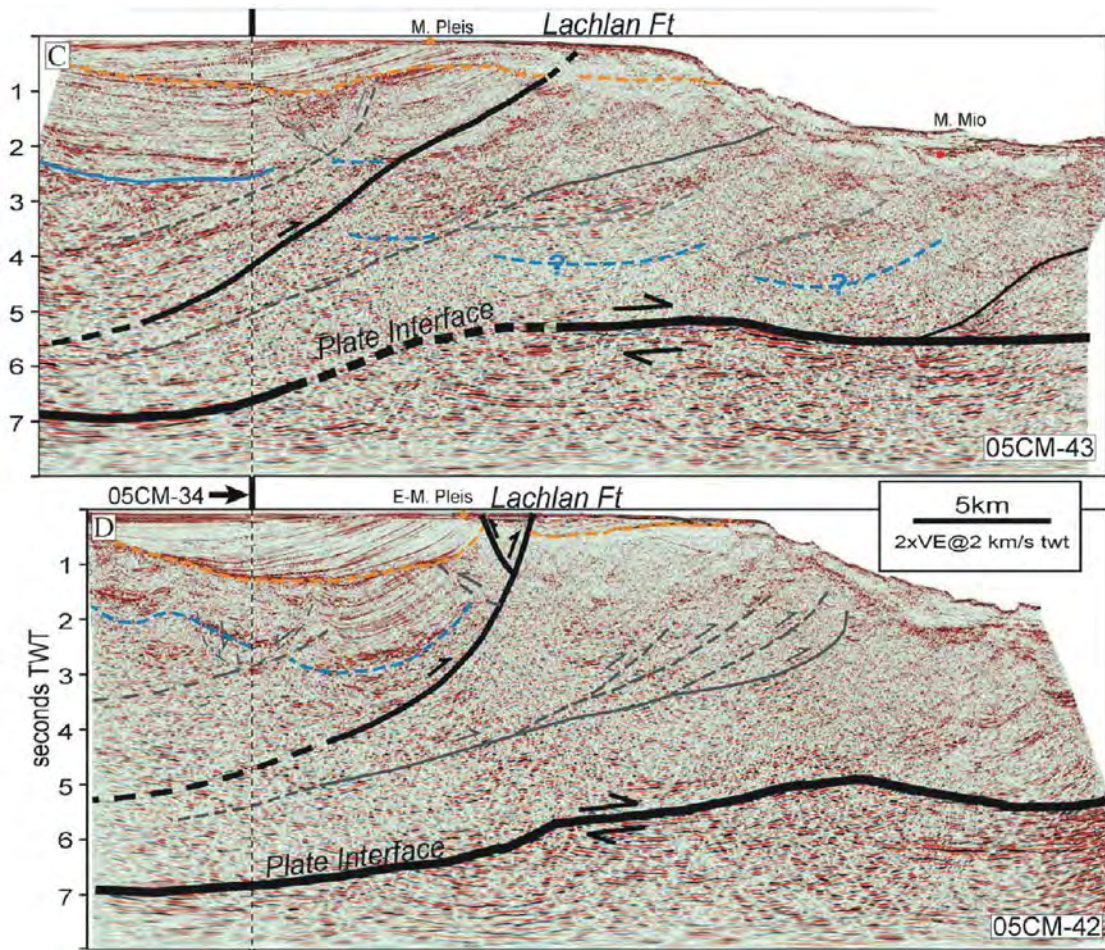 M. Pleis
Lachlan Ft
C
1
2
3
4
5
6
7
M. Mio
?
?
Plate Interface
05CM-43
05CM-34
E-M. Pleis
Lachlan Ft
D
1
2
3
4
5
6
7
seconds TWT
5km
2xVE@2 km/s twt
Plate Interface
05CM-42